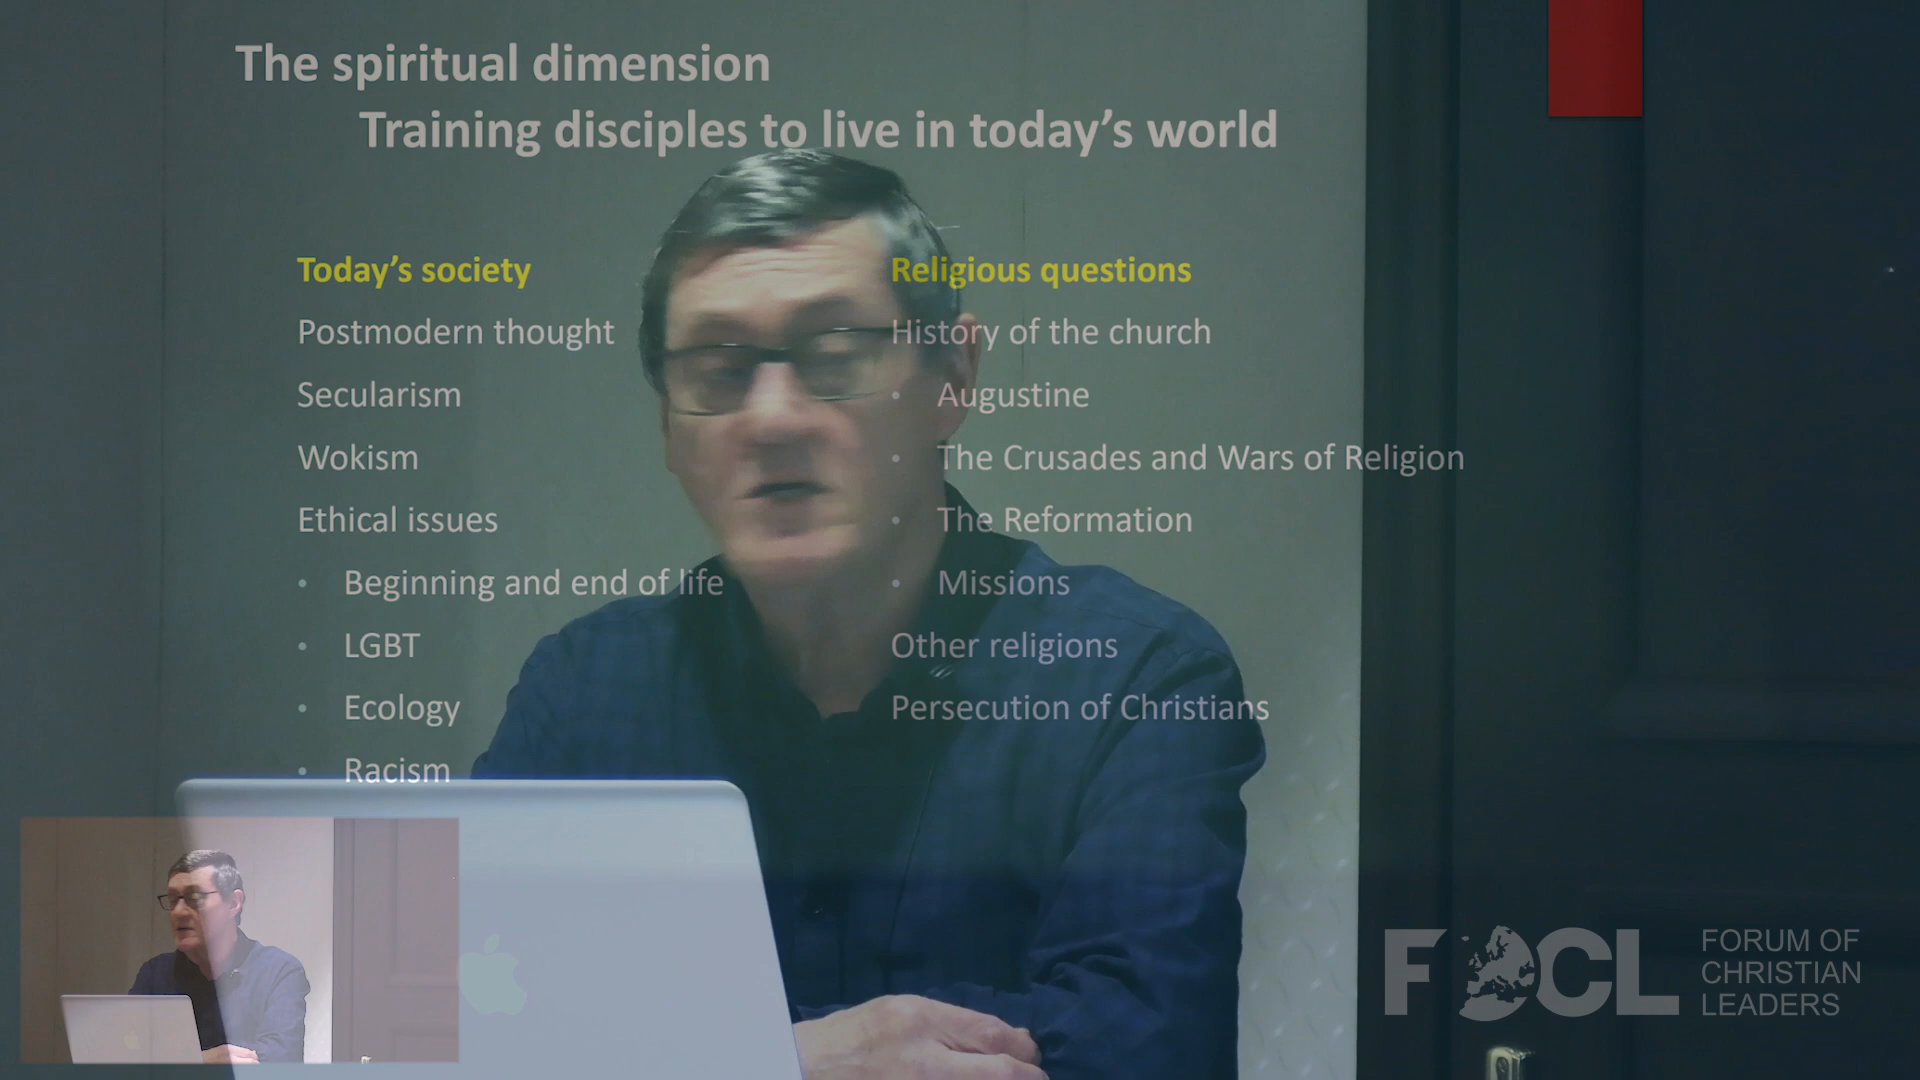 The spiritual dimension
Training disciples to live in today's world
Today's society
Postmodern thought
Secularism
Wokism
Ethical issues
• Beginning and end of life
• LGBT
• Ecology
• Racism
Religious questions
History of the church
• Augustine
• The Crusades and Wars of Religion
• The Reformation
• Missions
Other religions
Persecution of Christians
FOCL
FORUM OF
CHRISTIAN
LEADERS